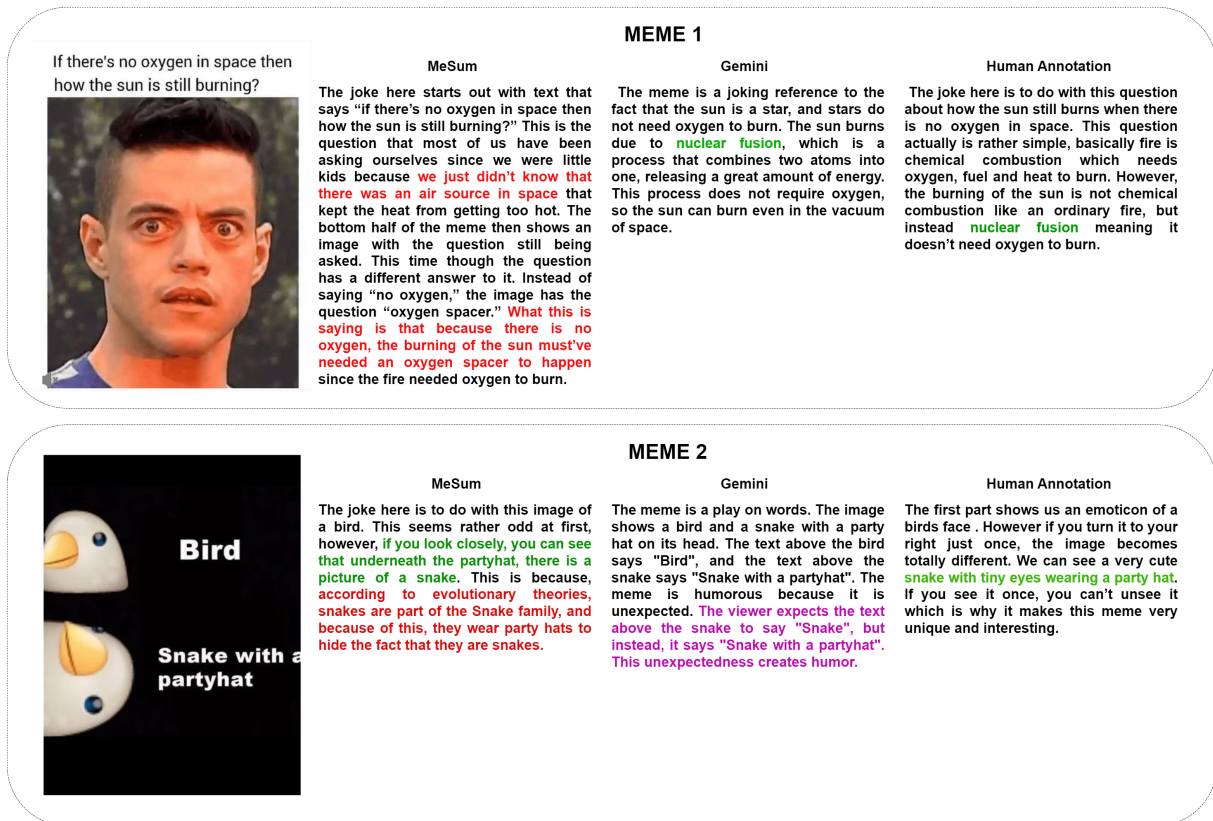 MEME 1
If there's no oxygen in space then
how the sun is still burning?
MeSum
The joke here starts out with text that
says “if there’s no oxygen in space then
how the sun is still burning?” This is the
question that most of us have been
asking ourselves since we were little
kids because we just didn’t know that
there was an air source in space that
kept the heat from getting too hot. The
bottom half of the meme then shows an
image with the question still being
asked. This time though the question
has a different answer to it. Instead of
saying “no oxygen,” the image has the
question “oxygen spacer.” What this is
saying is that because there is no
oxygen, the burning of the sun must’ve
needed an oxygen spacer to happen
since the fire needed oxygen to burn.
Gemini
The meme is a joking reference to the
fact that the sun is a star, and stars do
not need oxygen to burn. The sun burns
due to nuclear fusion, which is a
process that combines two atoms into
one, releasing a great amount of energy.
This process does not require oxygen,
so the sun can burn even in the vacuum
of space.
Human Annotation
The joke here is to do with this question
about how the sun still burns when there
is no oxygen in space. This question
actually is rather simple, basically fire is
chemical combustion which needs
oxygen, fuel and heat to burn. However,
the burning of the sun is not chemical
combustion like an ordinary fire, but
instead nuclear fusion meaning it
doesn’t need oxygen to burn.
MEME 2
Bird
Snake with a
partyhat
MeSum
The joke here is to do with this image of
a bird. This seems rather odd at first,
however, if you look closely, you can see
that underneath the partyhat, there is a
picture of a snake. This is because,
according to evolutionary theories,
snakes are part of the Snake family, and
because of this, they wear party hats to
hide the fact that they are snakes.
Gemini
The meme is a play on words. The image
shows a bird and a snake with a party
hat on its head. The text above the bird
says "Bird", and the text above the
snake says "Snake with a partyhat". The
meme is humorous because it is
unexpected. The viewer expects the text
above the snake to say "Snake", but
instead, it says "Snake with a partyhat".
This unexpectedness creates humor.
Human Annotation
The first part shows us an emoticon of a
birds face . However if you turn it to your
right just once, the image becomes
totally different. We can see a very cute
snake with tiny eyes wearing a party hat.
If you see it once, you can’t unsee it
which is why it makes this meme very
unique and interesting.